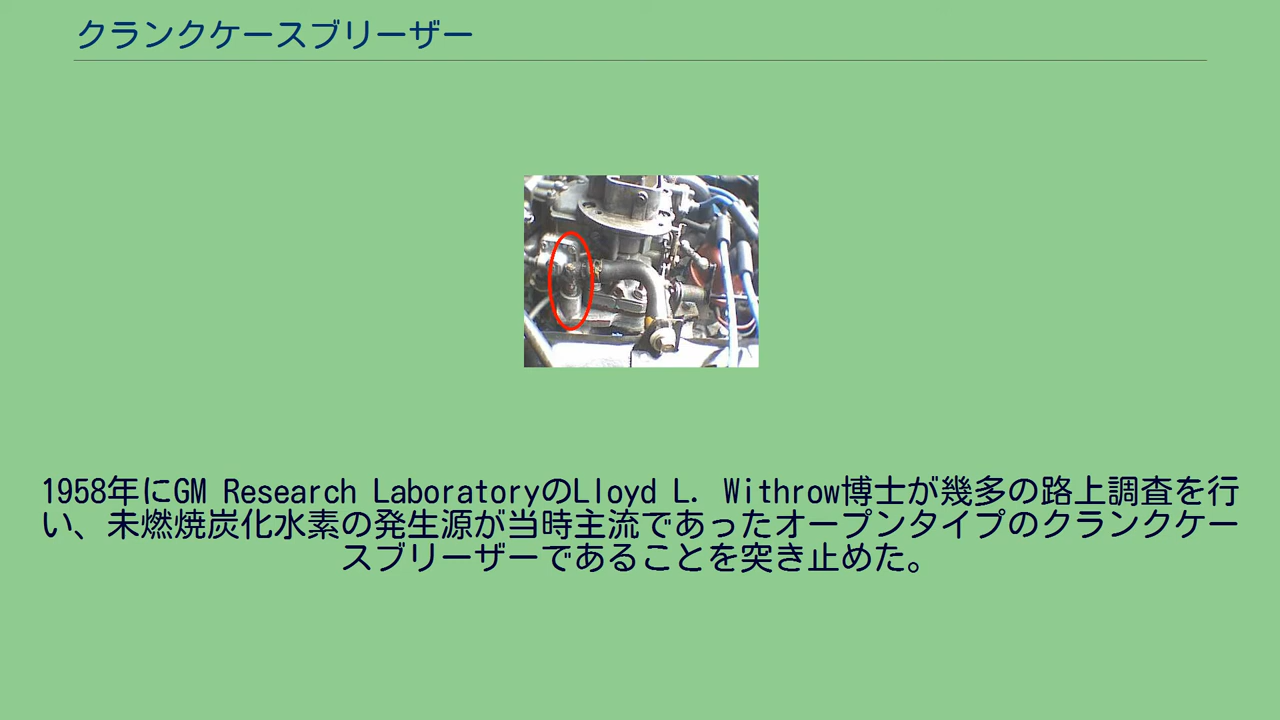 クランクケースブリーザー
1958年にGM Research LaboratoryのLloyd L. Withrow博士が幾多の路上調査を行
い、未燃焼炭化水素の発生源が当時主流であったオープンタイプのクランクケー
スブリーザーであることを突き止めた。